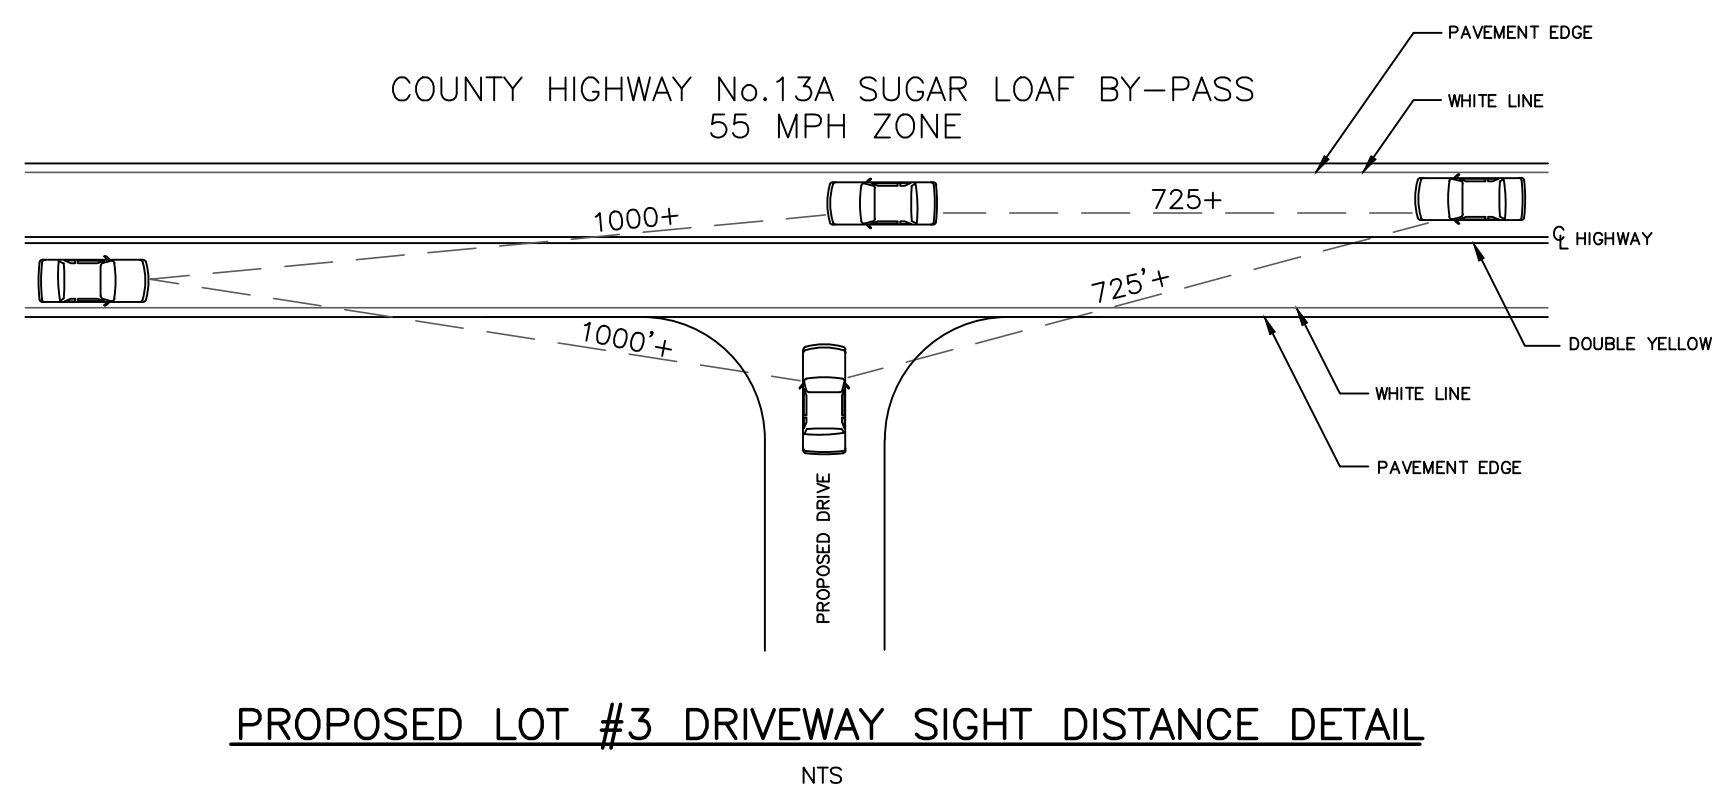 PAVEMENT EDGE
COUNTY HIGHWAY No.13A SUGAR LOAF BY-PASS
WHITE LINE
55 MPH ZONE
1000+
725+
℄ HIGHWAY
725'+
1000'+
DOUBLE YELLOW
WHITE LINE
PAVEMENT EDGE
PROPOSED DRIVE
PROPOSED LOT #3 DRIVEWAY SIGHT DISTANCE DETAIL
NTS